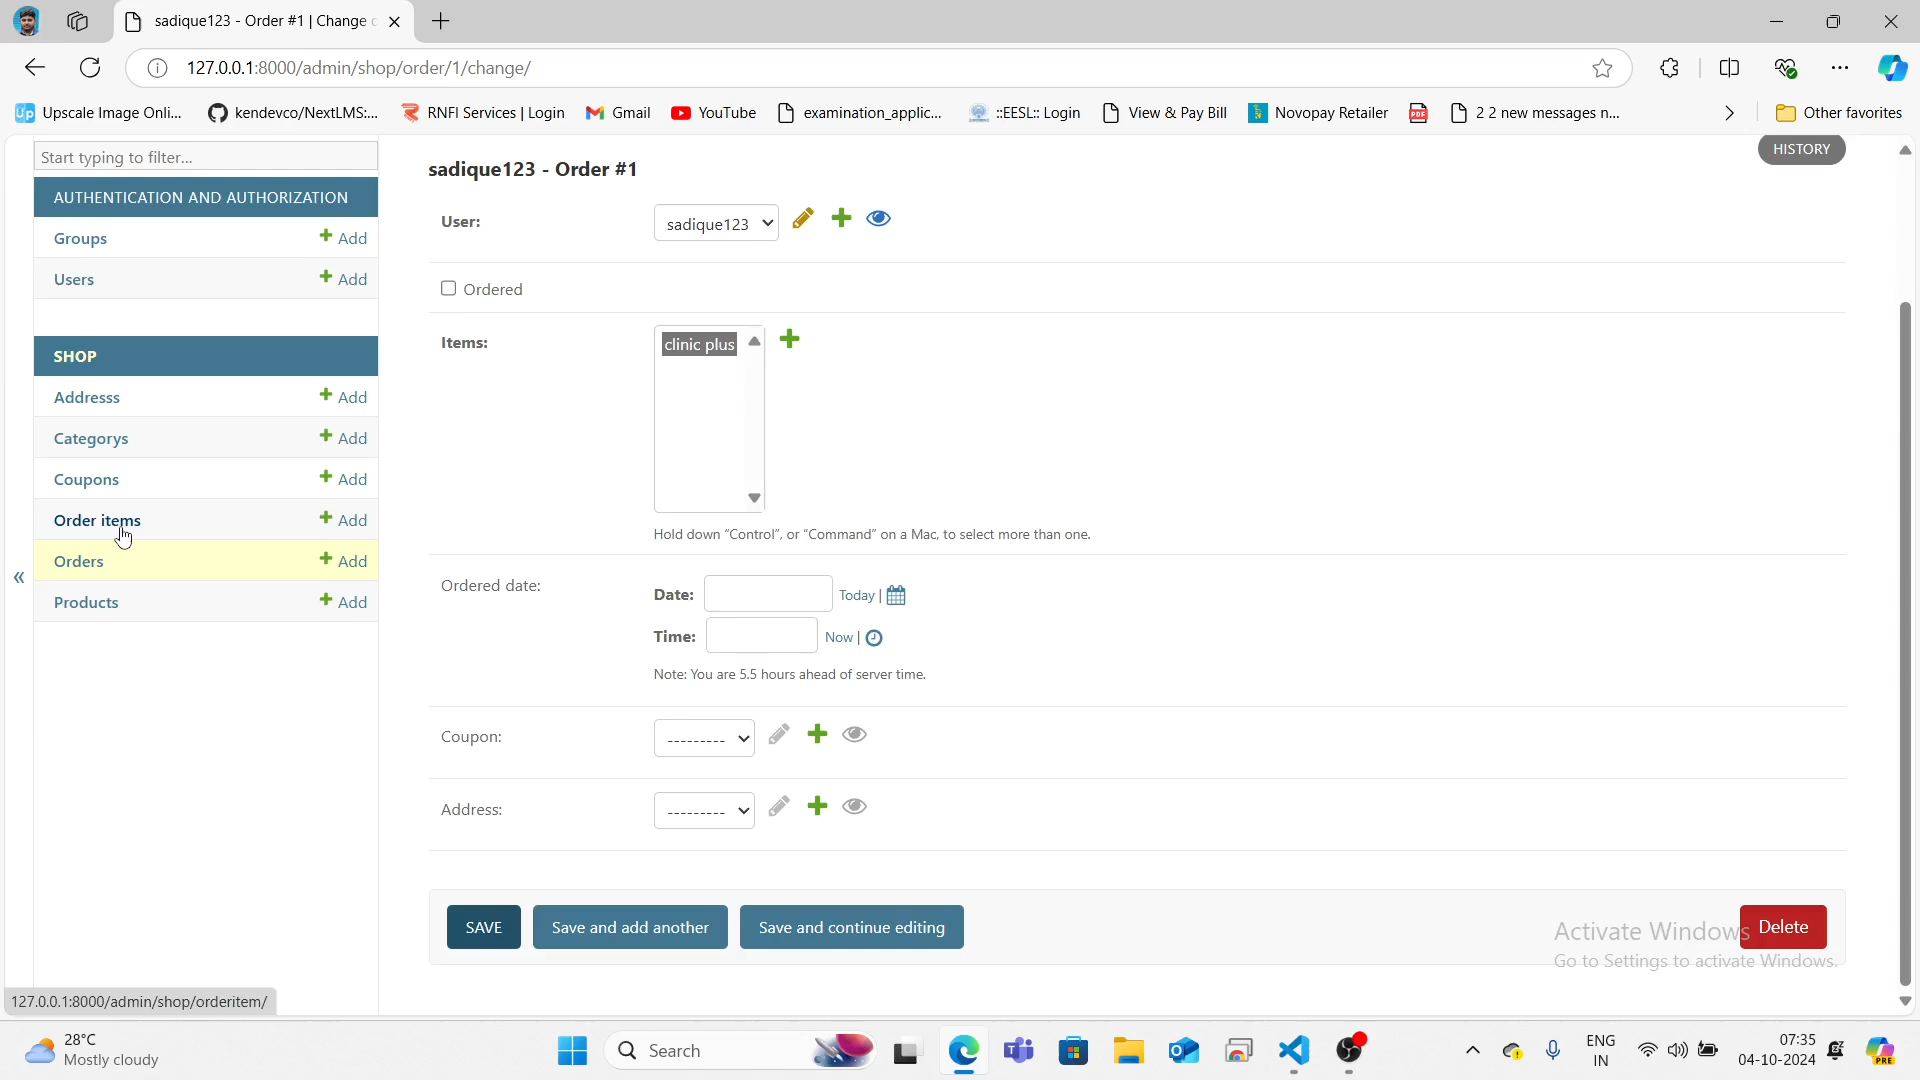 sadique123 - Order #1 | Change
127.0.0.1:8000/admin/shop/order/1/change/
Upscale Image Onli... kendevco/NextLMS:... RNFI Services | Login Gmail YouTube examination_applic... ::EESL:: Login View & Pay Bill Novopay Retailer PDF 2 2 new messages n... Other favorites
Start typing to filter...
AUTHENTICATION AND AUTHORIZATION
Groups Add
Users Add
SHOP
Addresss Add
Categorys Add
Coupons Add
Order items Add
Orders Add
Products Add
«
HISTORY
sadique123 - Order #1
User: sadique123
Ordered
Items: clinic plus
Hold down “Control”, or “Command” on a Mac, to select more than one.
Ordered date:
Date: Today |
Time: Now |
Note: You are 5.5 hours ahead of server time.
Coupon: ---------
Address: ---------
SAVE Save and add another Save and continue editing Delete
Activate Windows
Go to Settings to activate Windows.
127.0.0.1:8000/admin/shop/orderitem/
28°C
Mostly cloudy
Search
ENG
IN
07:35
04-10-2024
PRE